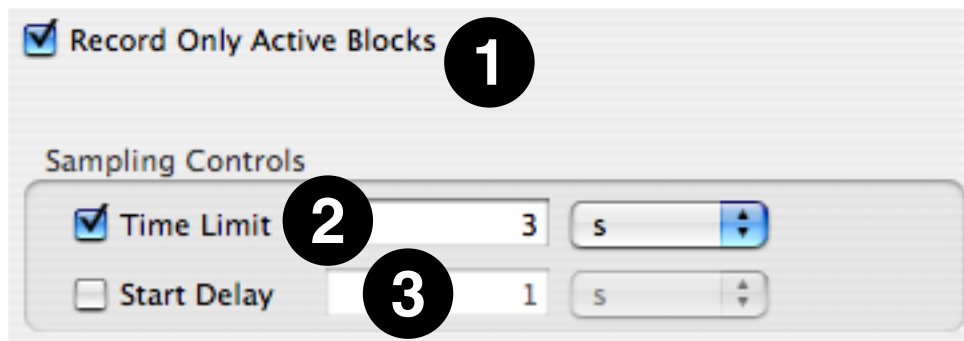 Record Only Active Blocks 1
Sampling Controls
Time Limit 2 3 s
Start Delay 3 1 s